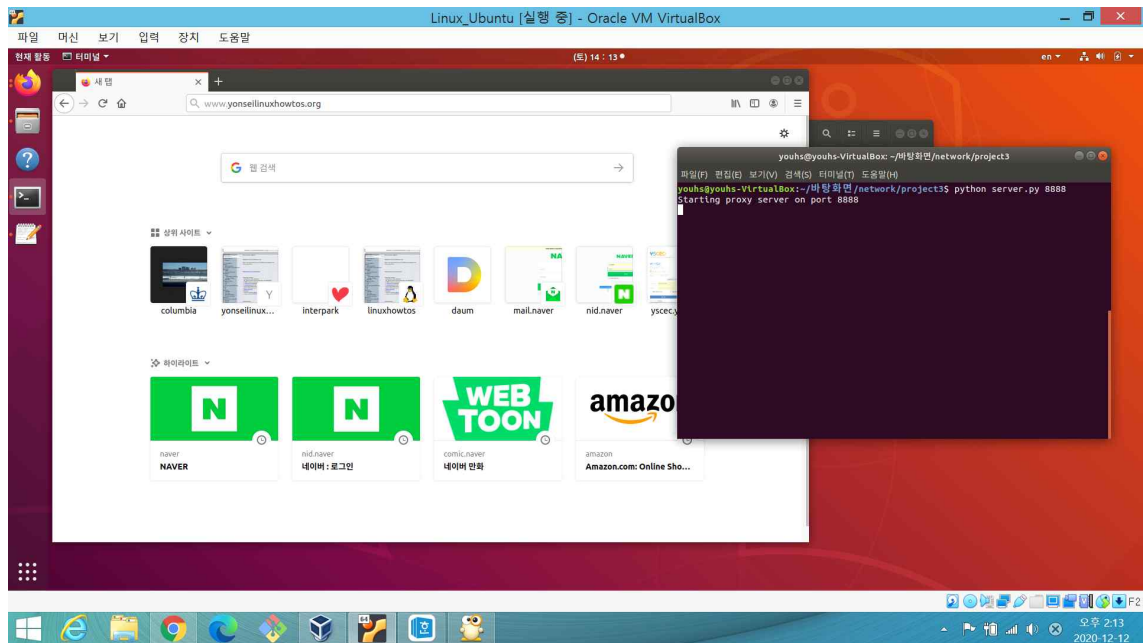 Linux_Ubuntu [실행 중] - Oracle VM VirtualBox
파일 머신 보기 입력 장치 도움말
현재 활동 터미널 (토) 14 : 13 en
새 탭
www.yonseilinuxhowtos.org
youhs@youhs-VirtualBox: ~/바탕화면/network/project3
파일(F) 편집(E) 보기(V) 검색(S) 터미널(T) 도움말(H)
youhs@youhs-VirtualBox:~/바탕화면/network/project3$ python server.py 8888
Starting proxy server on port 8888
G 웹 검색
상위 사이트
D
NA
NAVER
Y
N
columbia yonseilinux... interpark linuxhowtos daum mail.naver nid.naver yscec.y
하이라이트
N
N
WEB
TOON
amazo
naver
NAVER
nid.naver
네이버 : 로그인
comic.naver
네이버 만화
amazon
Amazon.com: Online Sho...
F2
64
오후 2:13
2020-12-12